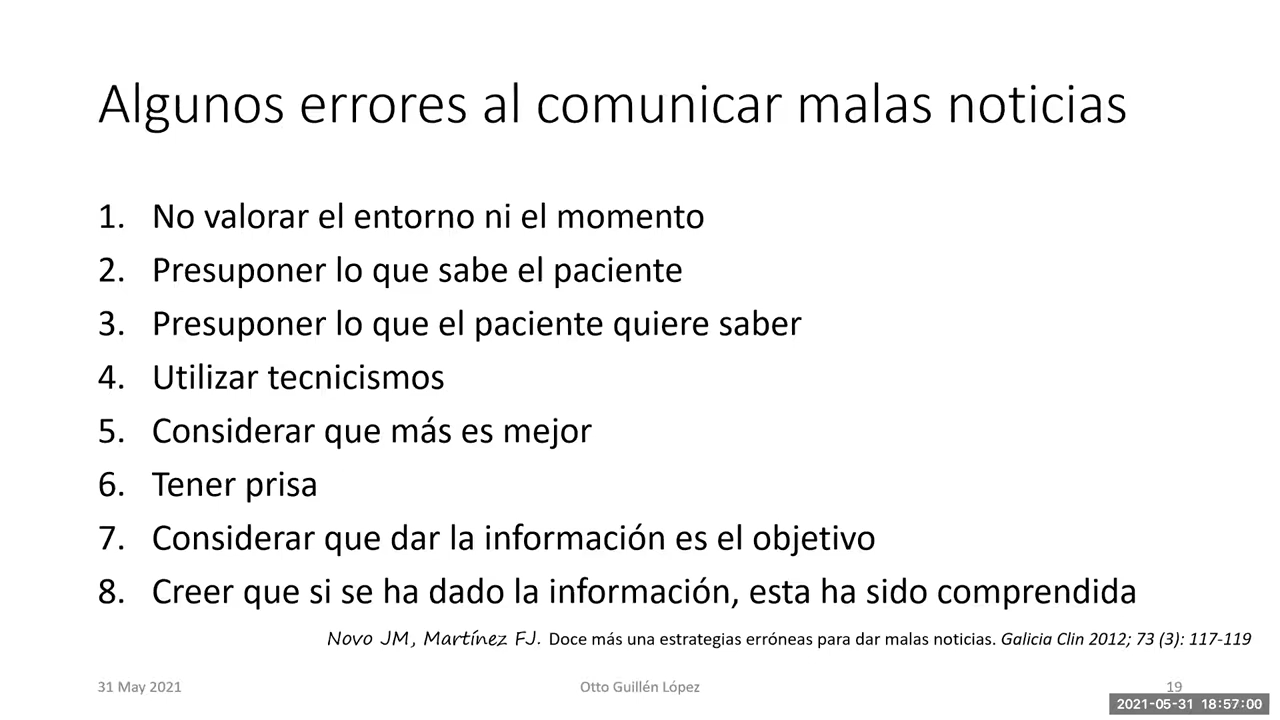 Algunos errores al comunicar malas noticias
1. No valorar el entorno ni el momento
2. Presuponer lo que sabe el paciente
3. Presuponer lo que el paciente quiere saber
4. Utilizar tecnicismos
5. Considerar que más es mejor
6. Tener prisa
7. Considerar que dar la información es el objetivo
8. Creer que si se ha dado la información, esta ha sido comprendida
Novo JM, Martínez FJ. Doce más una estrategias erróneas para dar malas noticias. Galicia Clin 2012; 73 (3): 117-119
31 May 2021 Otto Guillén López 19
2021-05-31 18:57:00